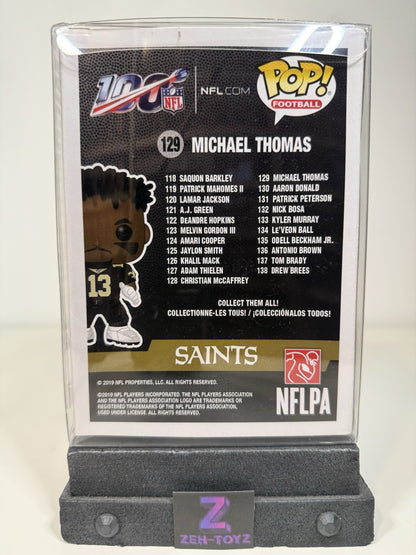 100 NFL | NFL.COM POP! FOOTBALL
129 MICHAEL THOMAS
118 SAQUON BARKLEY
119 PATRICK MAHOMES II
120 LAMAR JACKSON
121 A.J. GREEN
122 DeANDRE HOPKINS
123 MELVIN GORDON III
124 AMARI COOPER
125 JAYLON SMITH
126 KHALIL MACK
127 ADAM THIELEN
128 CHRISTIAN McCAFFREY
129 MICHAEL THOMAS
130 AARON DONALD
131 PATRICK PETERSON
132 NICK BOSA
133 KYLER MURRAY
134 LE'VEON BALL
135 ODELL BECKHAM JR.
136 ANTONIO BROWN
137 TOM BRADY
138 DREW BREES
13
COLLECT THEM ALL!
COLLECTIONNE-LES TOUS! / ¡COLECCIÓNALOS TODOS!
SAINTS
© 2019 NFL PROPERTIES, LLC. ALL RIGHTS RESERVED.
©2019 NFL PLAYERS INCORPORATED. THE NFL PLAYERS ASSOCIATION
AND THE NFL PLAYERS ASSOCIATION LOGO ARE TRADEMARKS OR
REGISTERED TRADEMARKS OF THE NFL PLAYERS ASSOCIATION,
USED UNDER LICENSE. ALL RIGHTS RESERVED.
NFLPA
Z
ZEH-TOYZ